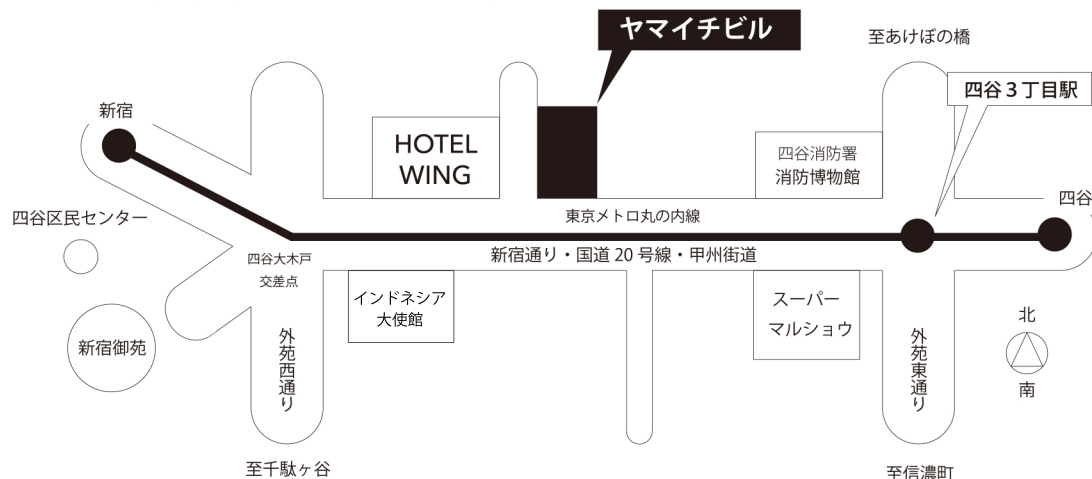 ヤマイチビル
至あけぼの橋
四谷3丁目駅
新宿
HOTEL
WING
四谷消防署
消防博物館
四谷区民センター
東京メトロ丸の内線
四谷
新宿通り・国道20号線・甲州街道
四谷大木戸
交差点
インドネシア
大使館
スーパー
マルショウ
北
南
新宿御苑
外苑西通り
外苑東通り
至千駄ヶ谷
至信濃町